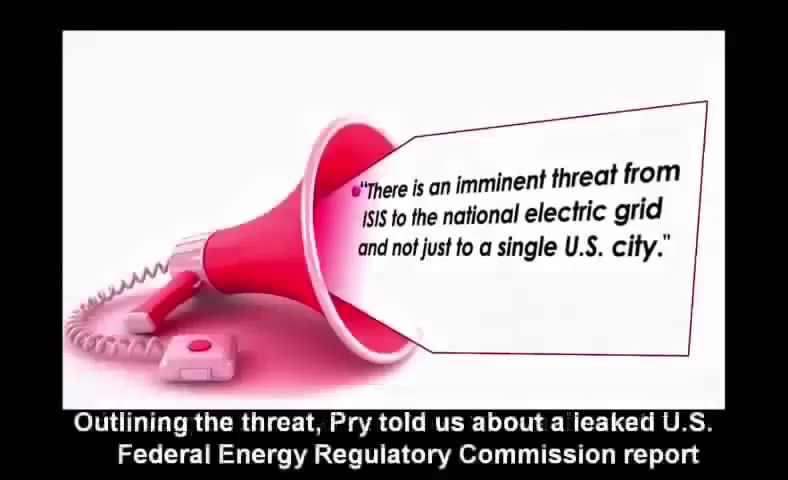 "There is an imminent threat from
ISIS to the national electric grid
and not just to a single U.S. city."
Outlining the threat, Pry told us about a leaked U.S.
Federal Energy Regulatory Commission report